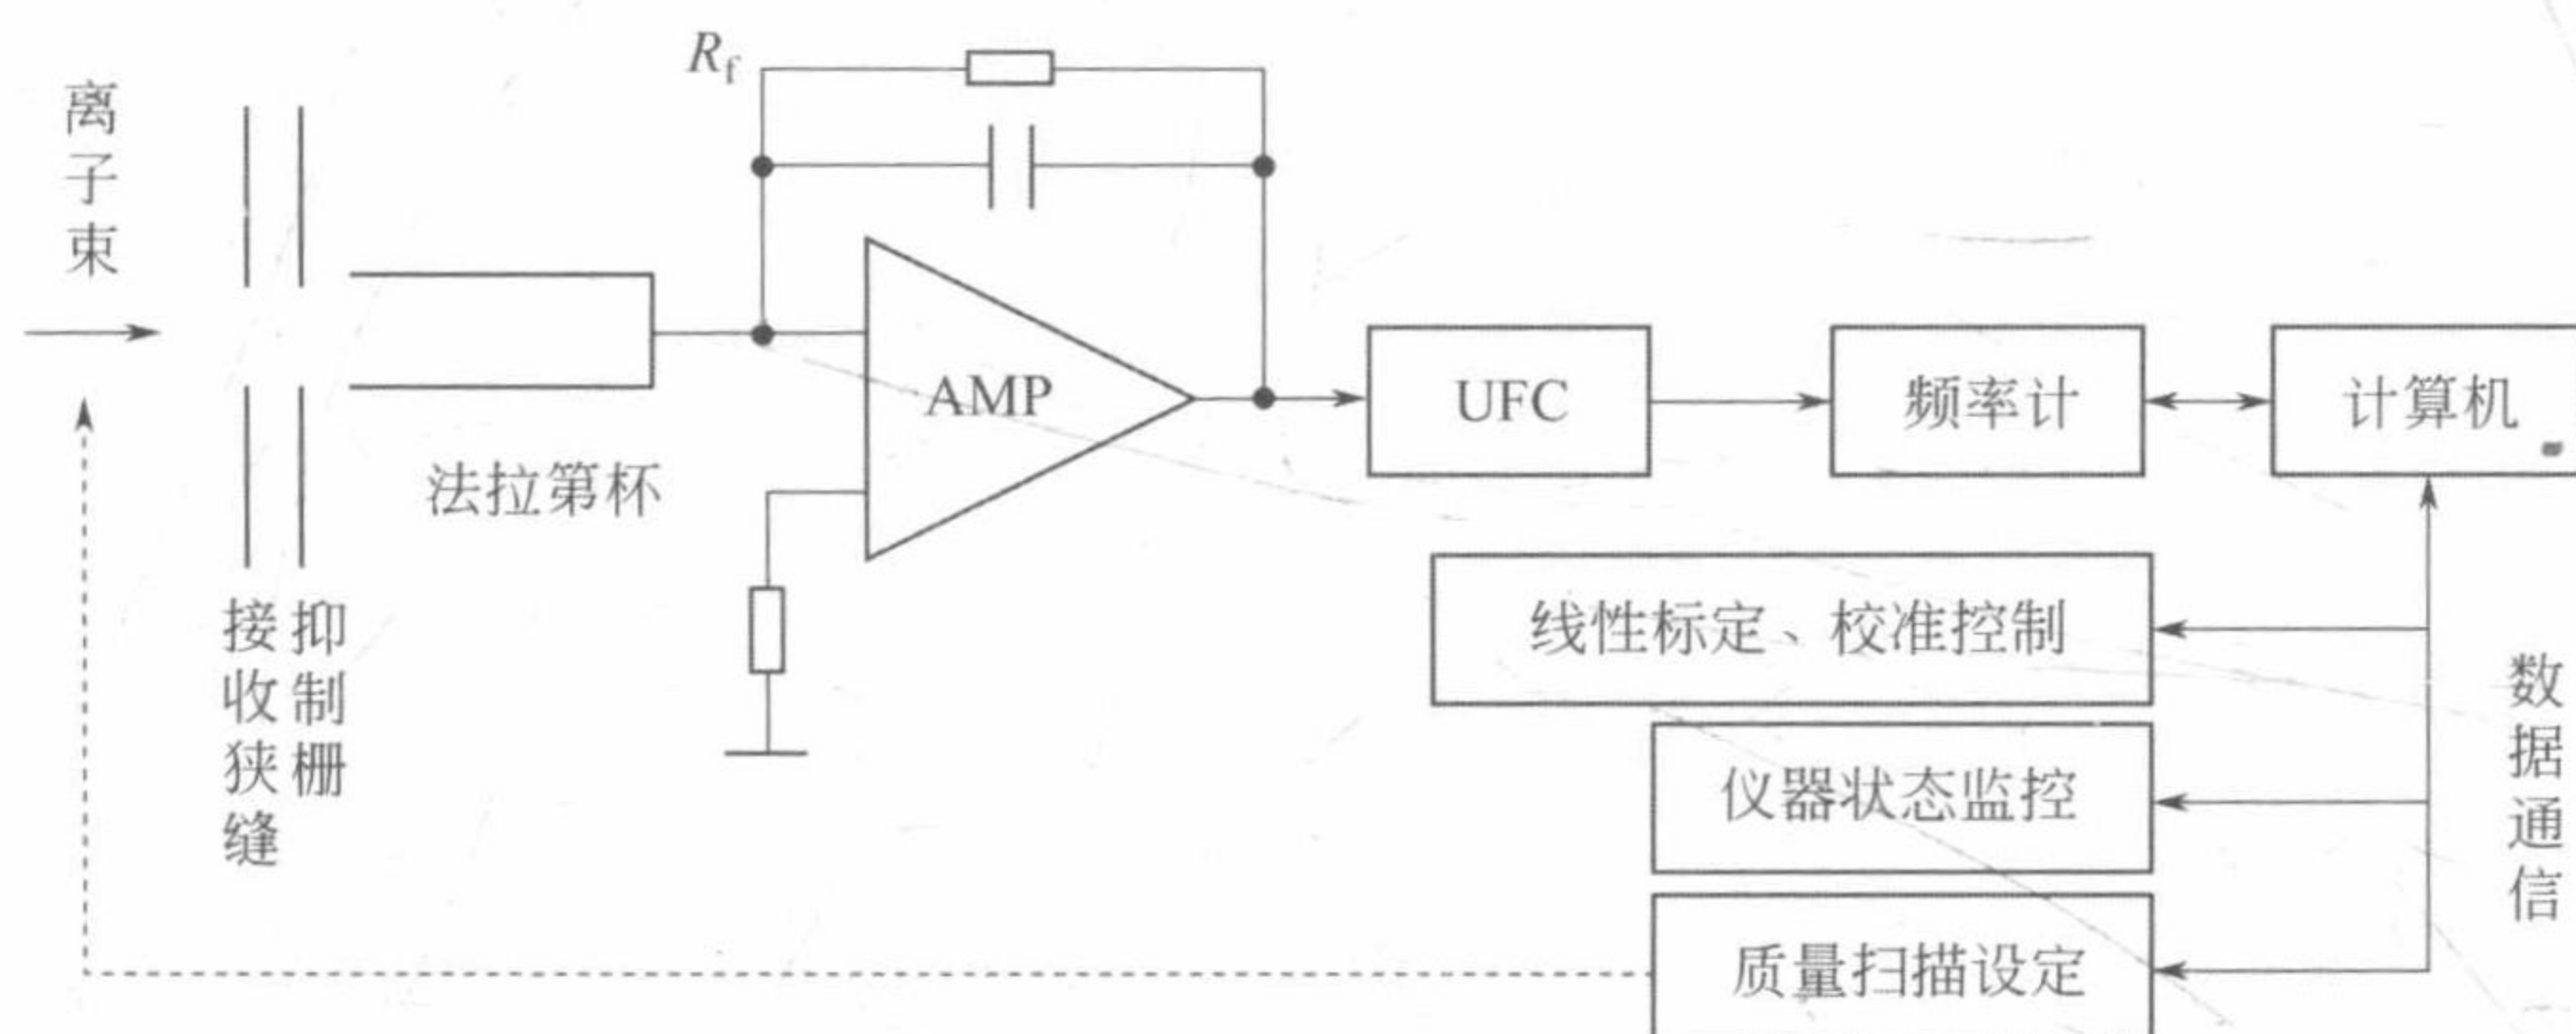 离子束
R_f
AMP
UFC
频率计
计算机
法拉第杯
接收狭缝
抑制栅
线性标定、校准控制
仪器状态监控
质量扫描设定
数据通信